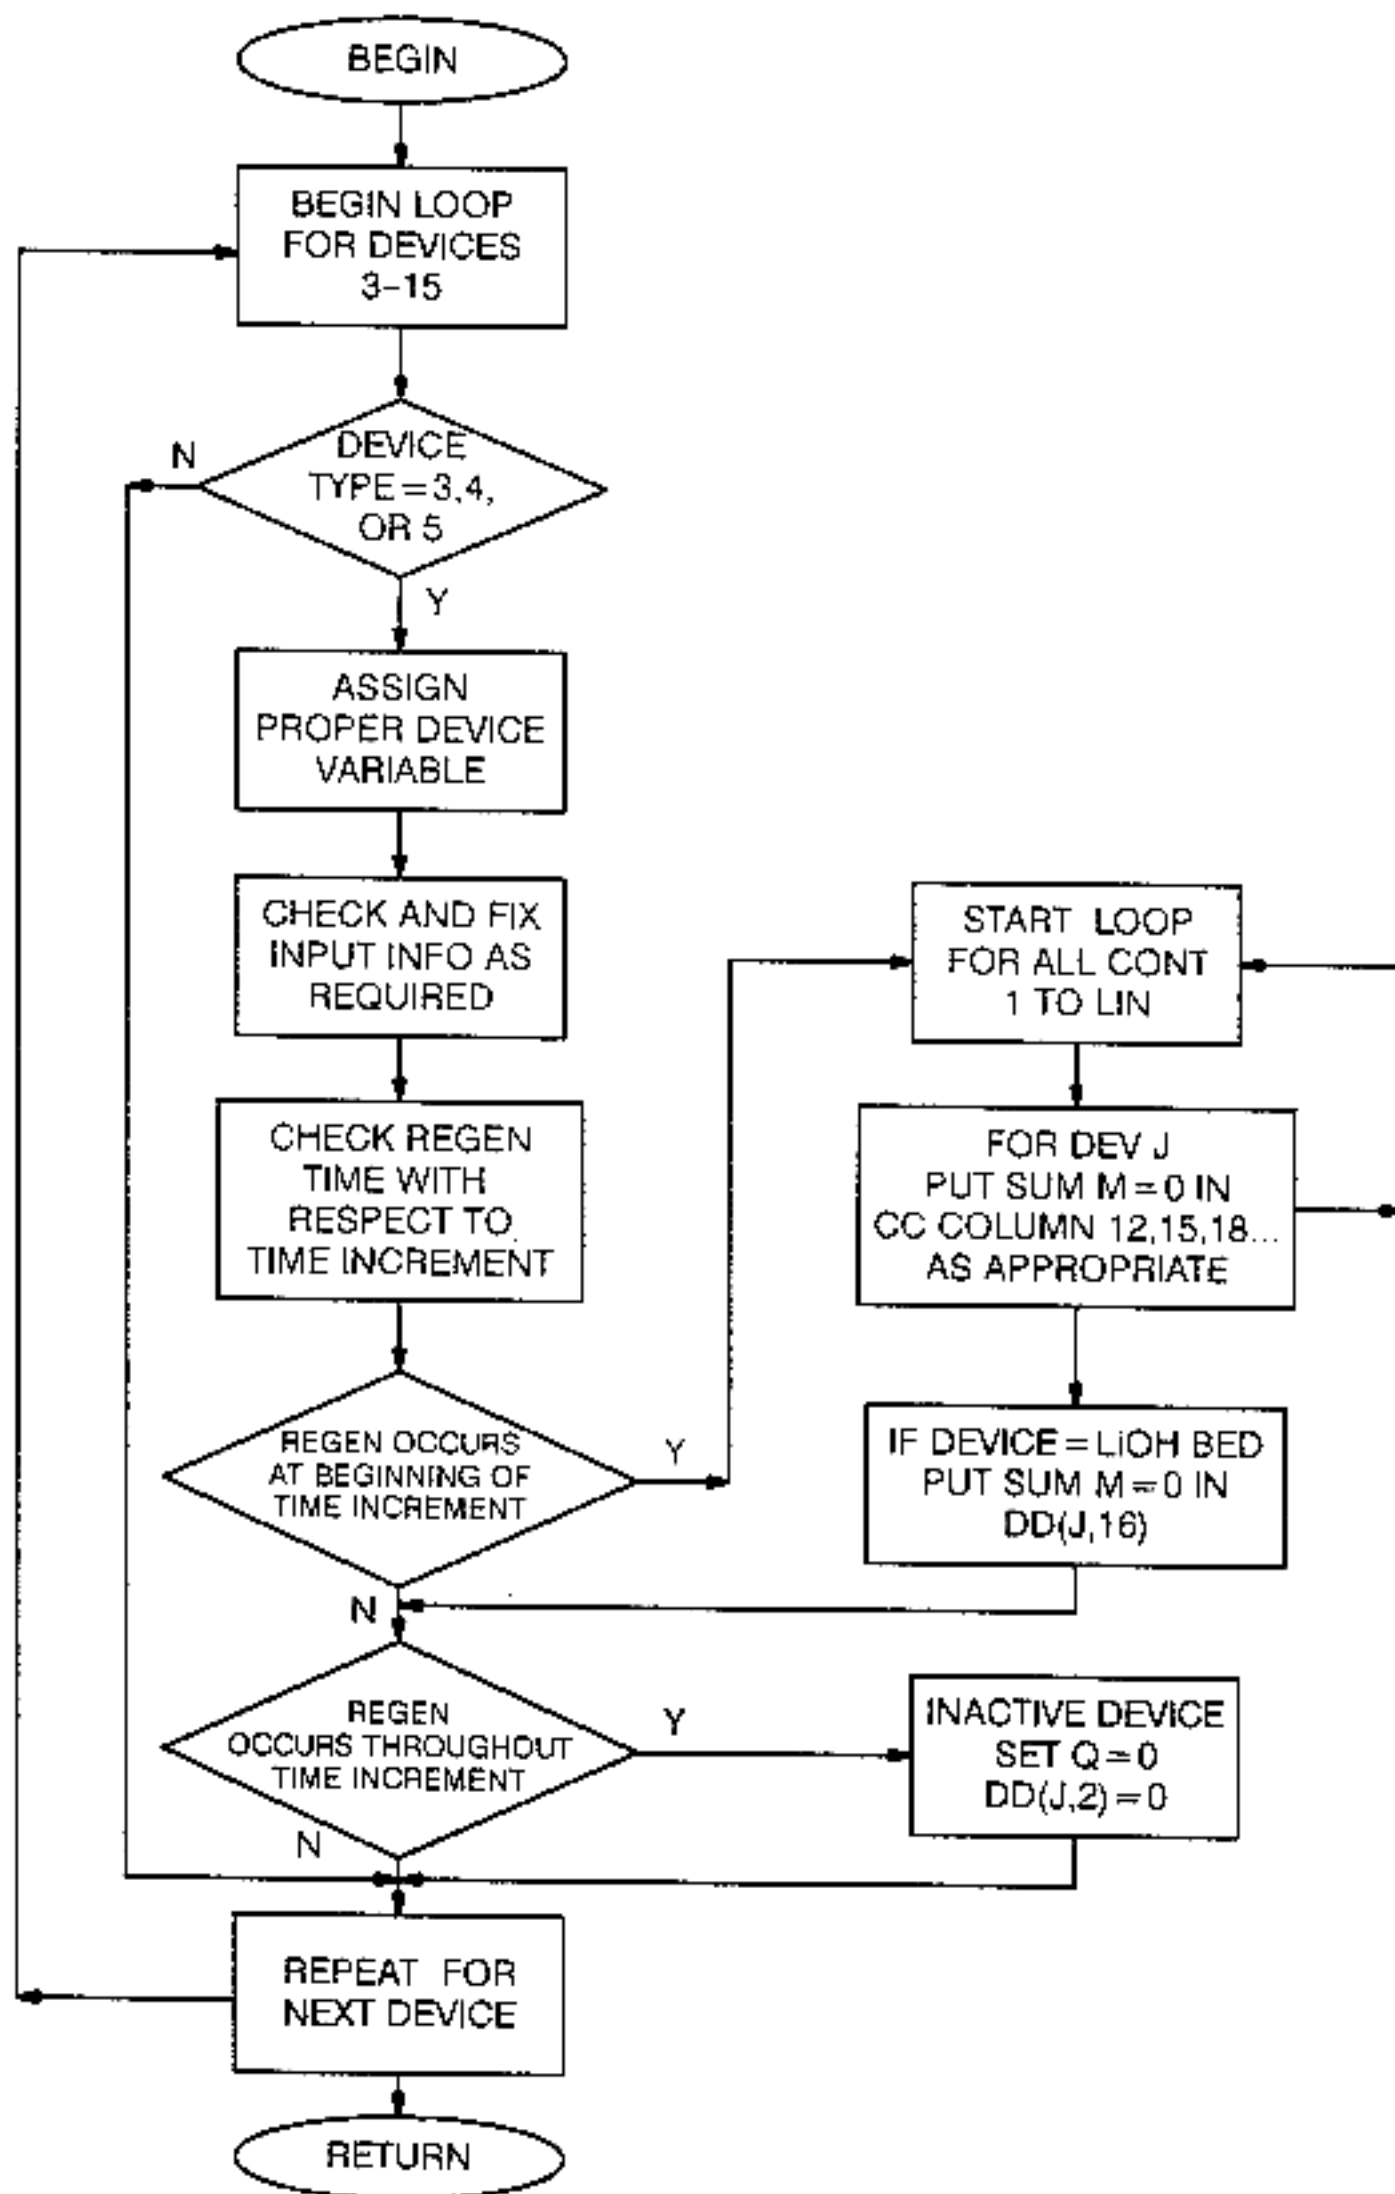 BEGIN
BEGIN LOOP
FOR DEVICES
3-15
DEVICE
TYPE = 3,4,
OR 5
N
Y
ASSIGN
PROPER DEVICE
VARIABLE
CHECK AND FIX
INPUT INFO AS
REQUIRED
CHECK REGEN
TIME WITH
RESPECT TO
TIME INCREMENT
REGEN OCCURS
AT BEGINNING OF
TIME INCREMENT
Y
N
START LOOP
FOR ALL CONT
1 TO LIN
FOR DEV J
PUT SUM M = 0 IN
CC COLUMN 12,15,18...
AS APPROPRIATE
IF DEVICE = LiOH BED
PUT SUM M = 0 IN
DD(J,16)
REGEN
OCCURS THROUGHOUT
TIME INCREMENT
Y
N
INACTIVE DEVICE
SET Q = 0
DD(J,2) = 0
REPEAT FOR
NEXT DEVICE
RETURN